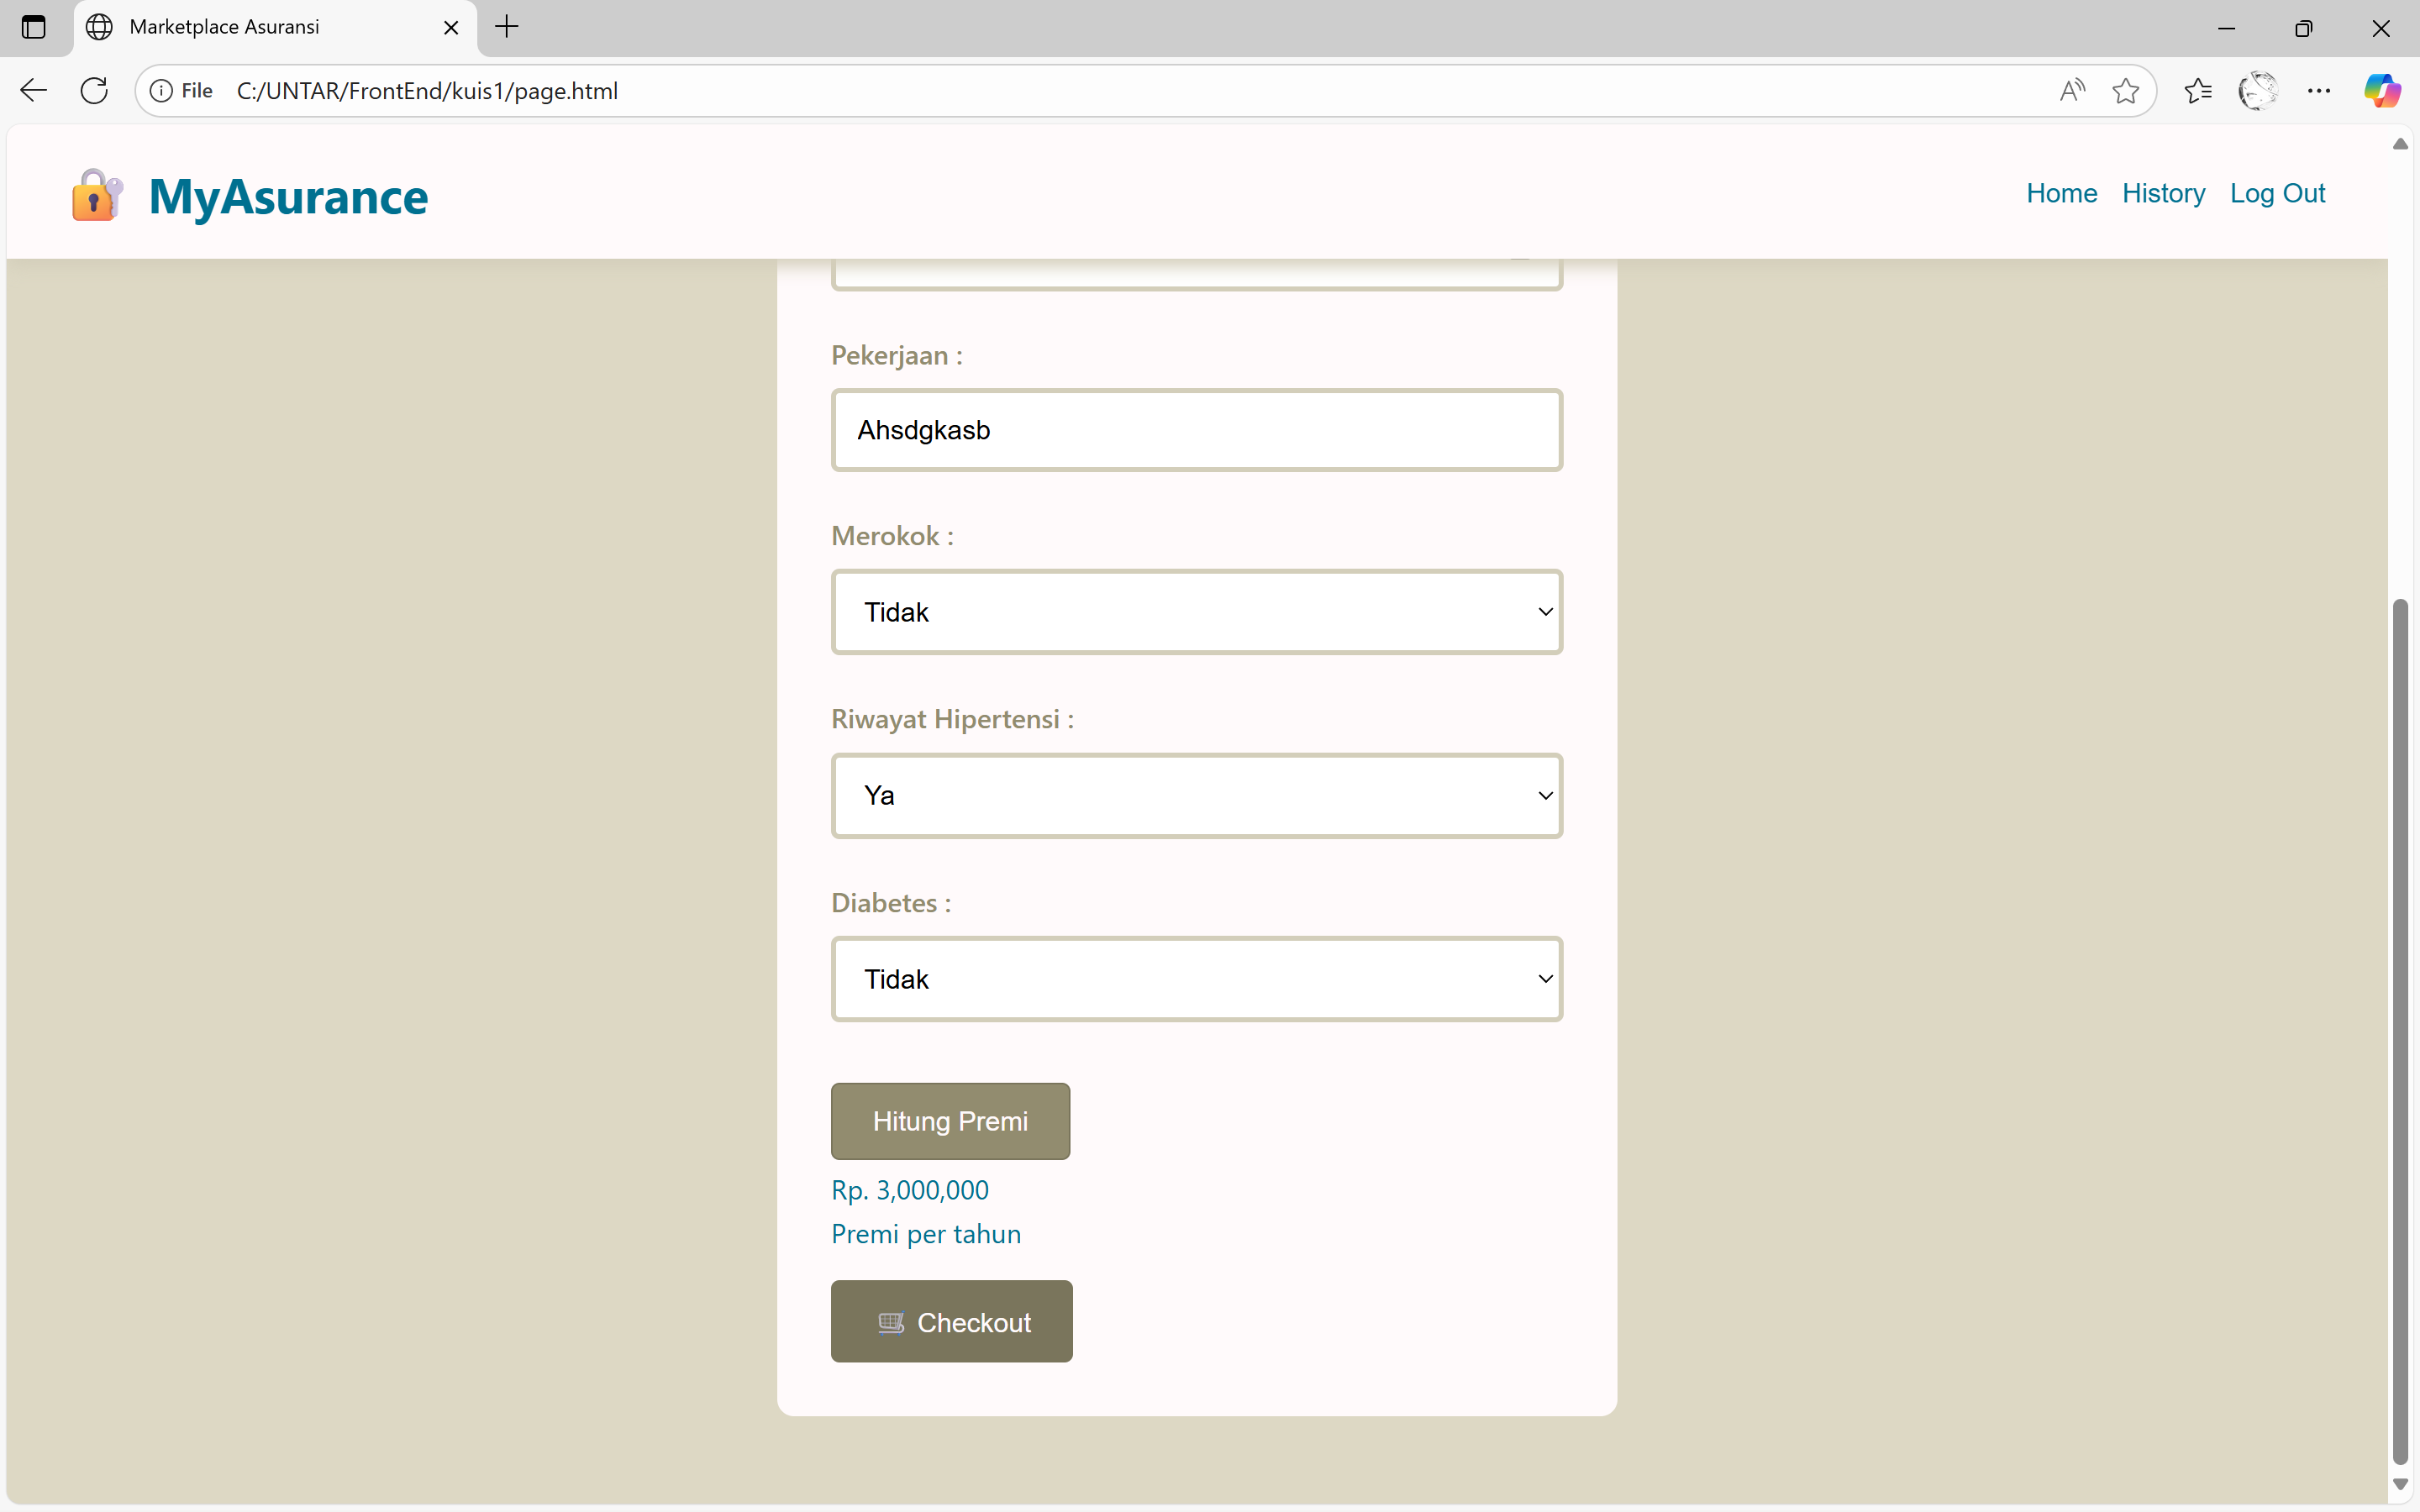 Marketplace Asuransi
File C:/UNTAR/FrontEnd/kuis1/page.html
MyAsurance
Home History Log Out
Pekerjaan :
Ahsdgkasb
Merokok :
Tidak
Riwayat Hipertensi :
Ya
Diabetes :
Tidak
Hitung Premi
Rp. 3,000,000
Premi per tahun
Checkout